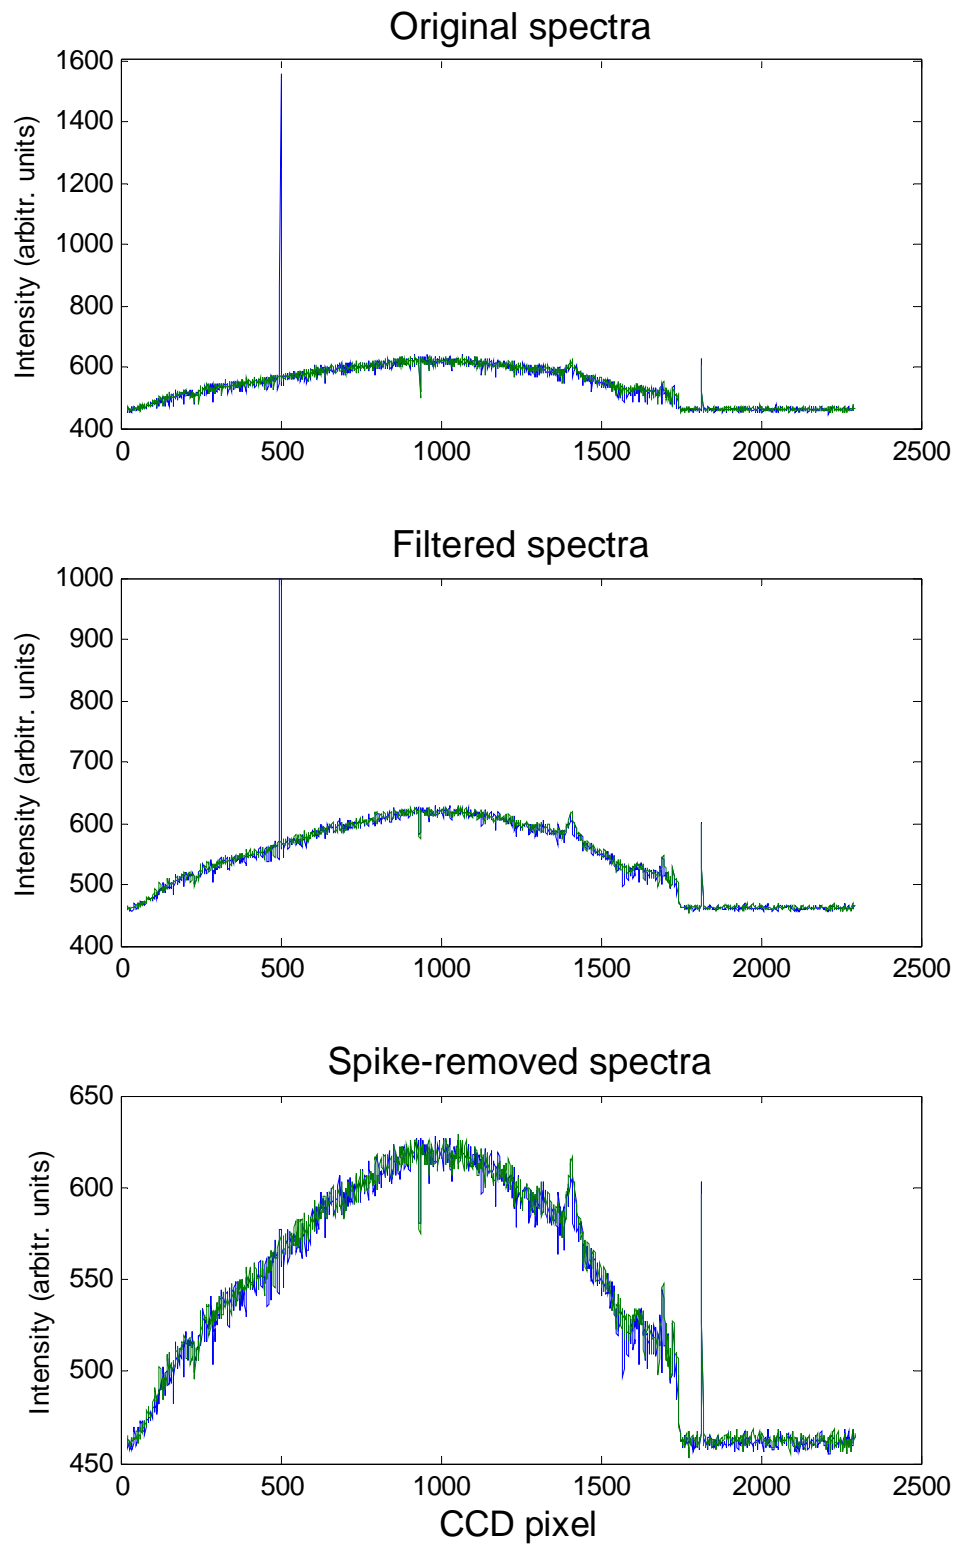 Original spectra
Intensity (arbitr. units)
1600
1400
1200
1000
800
600
400
0 500 1000 1500 2000 2500
Filtered spectra
Intensity (arbitr. units)
1000
900
800
700
600
500
400
0 500 1000 1500 2000 2500
Spike-removed spectra
Intensity (arbitr. units)
650
600
550
500
450
0 500 1000 1500 2000 2500
CCD pixel